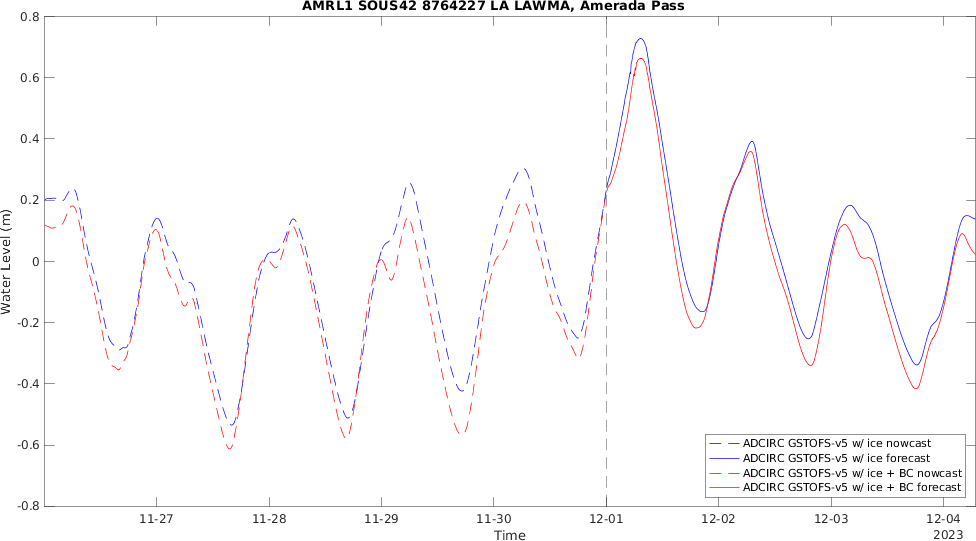 AMRL1 SOUS42 8764227 LA LAWMA, Amerada Pass
Water Level (m)
0.8
0.6
0.4
0.2
0
-0.2
-0.4
-0.6
-0.8
ADCIRC GSTOFS-v5 w/ ice nowcast
ADCIRC GSTOFS-v5 w/ ice forecast
ADCIRC GSTOFS-v5 w/ ice + BC nowcast
ADCIRC GSTOFS-v5 w/ ice + BC forecast
11-27 11-28 11-29 11-30 12-01 12-02 12-03 12-04
Time
2023